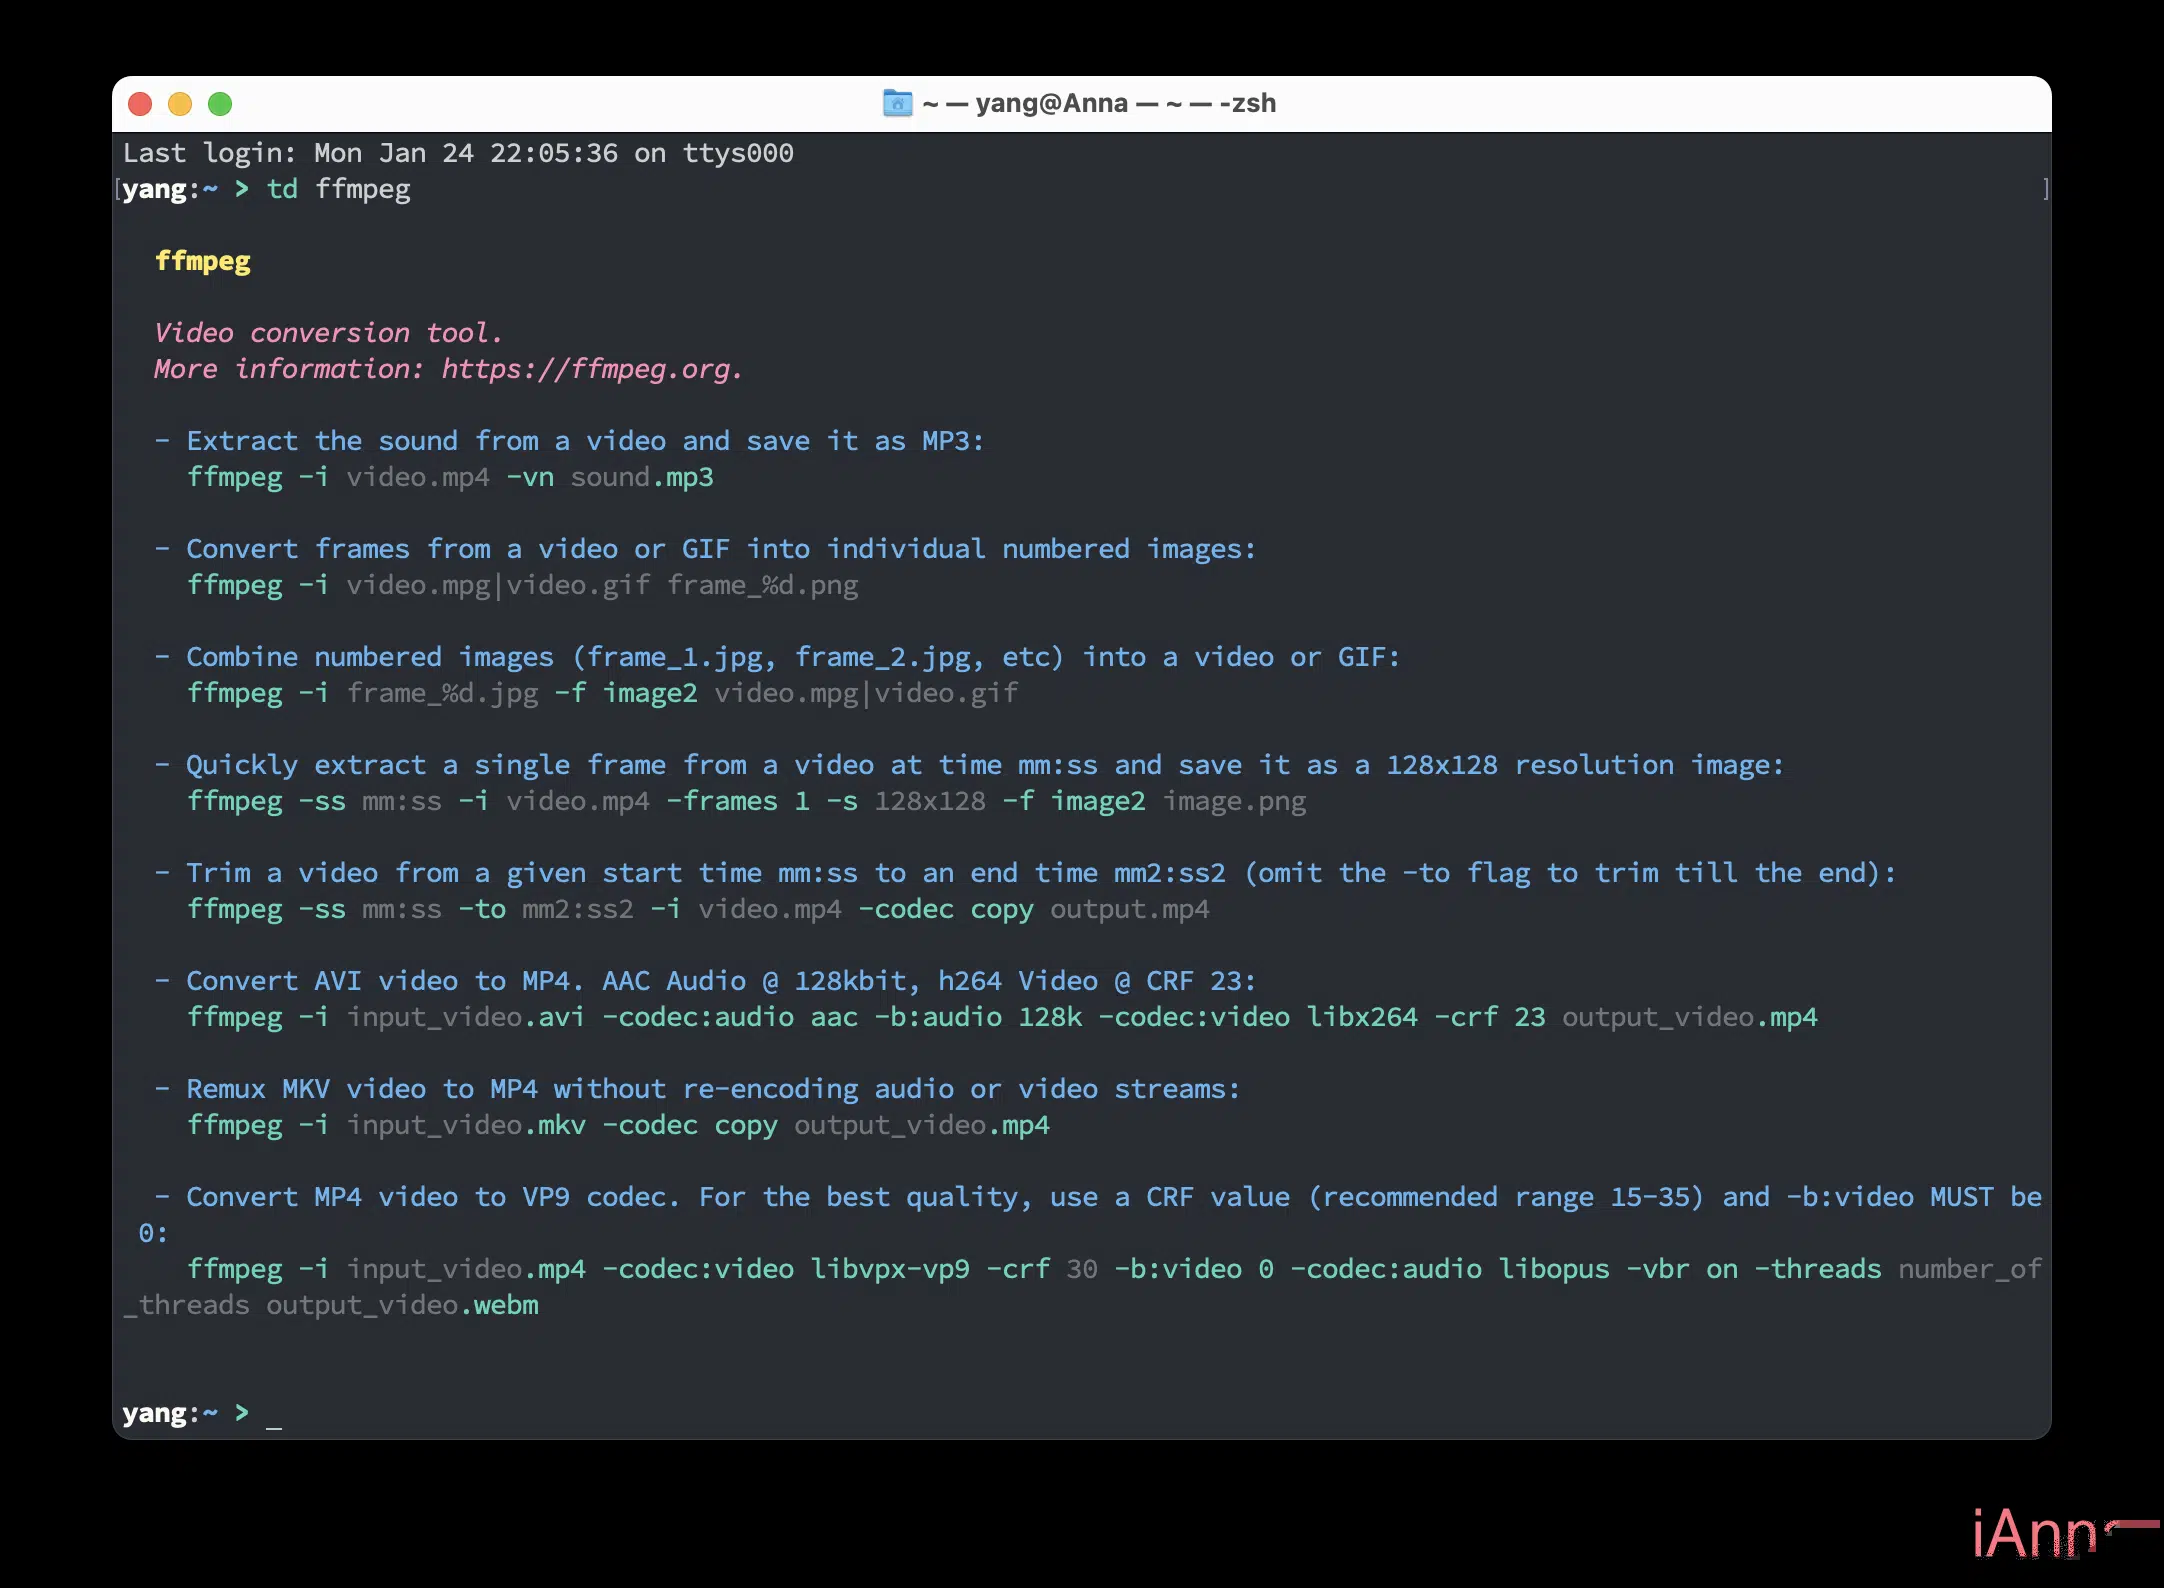 ~ — yang@Anna — ~ — -zsh
Last login: Mon Jan 24 22:05:36 on ttys000
[yang:~ > td ffmpeg ]
ffmpeg
Video conversion tool.
More information: https://ffmpeg.org.
- Extract the sound from a video and save it as MP3:
ffmpeg -i video.mp4 -vn sound.mp3
- Convert frames from a video or GIF into individual numbered images:
ffmpeg -i video.mpg|video.gif frame_%d.png
- Combine numbered images (frame_1.jpg, frame_2.jpg, etc) into a video or GIF:
ffmpeg -i frame_%d.jpg -f image2 video.mpg|video.gif
- Quickly extract a single frame from a video at time mm:ss and save it as a 128x128 resolution image:
ffmpeg -ss mm:ss -i video.mp4 -frames 1 -s 128x128 -f image2 image.png
- Trim a video from a given start time mm:ss to an end time mm2:ss2 (omit the -to flag to trim till the end):
ffmpeg -ss mm:ss -to mm2:ss2 -i video.mp4 -codec copy output.mp4
- Convert AVI video to MP4. AAC Audio @ 128kbit, h264 Video @ CRF 23:
ffmpeg -i input_video.avi -codec:audio aac -b:audio 128k -codec:video libx264 -crf 23 output_video.mp4
- Remux MKV video to MP4 without re-encoding audio or video streams:
ffmpeg -i input_video.mkv -codec copy output_video.mp4
- Convert MP4 video to VP9 codec. For the best quality, use a CRF value (recommended range 15-35) and -b:video MUST be
0:
ffmpeg -i input_video.mp4 -codec:video libvpx-vp9 -crf 30 -b:video 0 -codec:audio libopus -vbr on -threads number_of
_threads output_video.webm
yang:~ > _